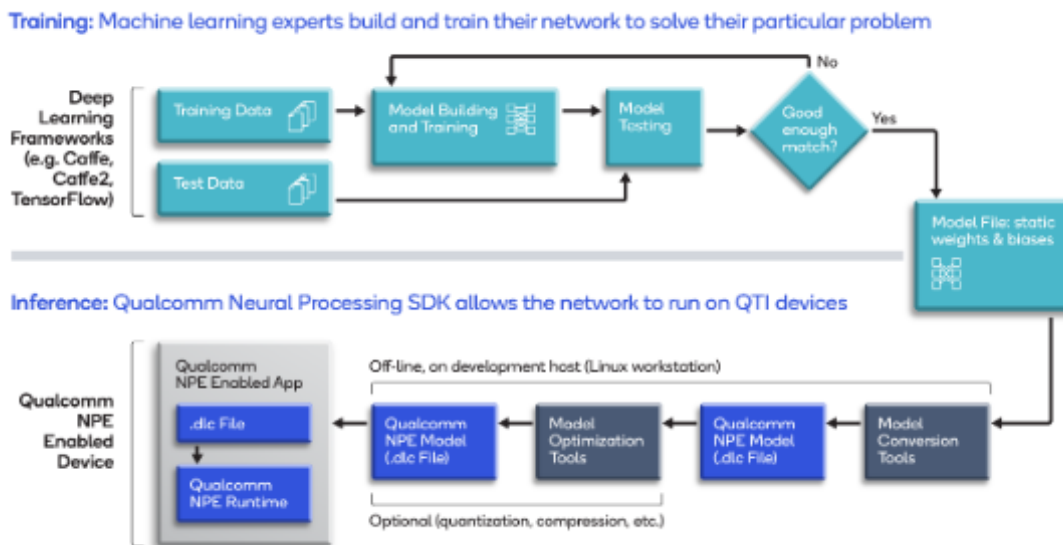 Training: Machine learning experts build and train their network to solve their particular problem
No
Deep
Learning
Frameworks
(e.g. Caffe,
Caffe2,
TensorFlow)
Training Data
Model Building
and Training
Model
Testing
Good
enough
match?
Yes
Test Data
Model File: static
weights & biases
Inference: Qualcomm Neural Processing SDK allows the network to run on QTI devices
Qualcomm
NPE
Enabled
Device
Qualcomm
NPE Enabled App
.dlc File
Qualcomm
NPE Runtime
Off-line, on development host (Linux workstation)
Qualcomm
NPE Model
(.dlc File)
Model
Optimization
Tools
Qualcomm
NPE Model
(.dlc File)
Model
Conversion
Tools
Optional (quantization, compression, etc.)